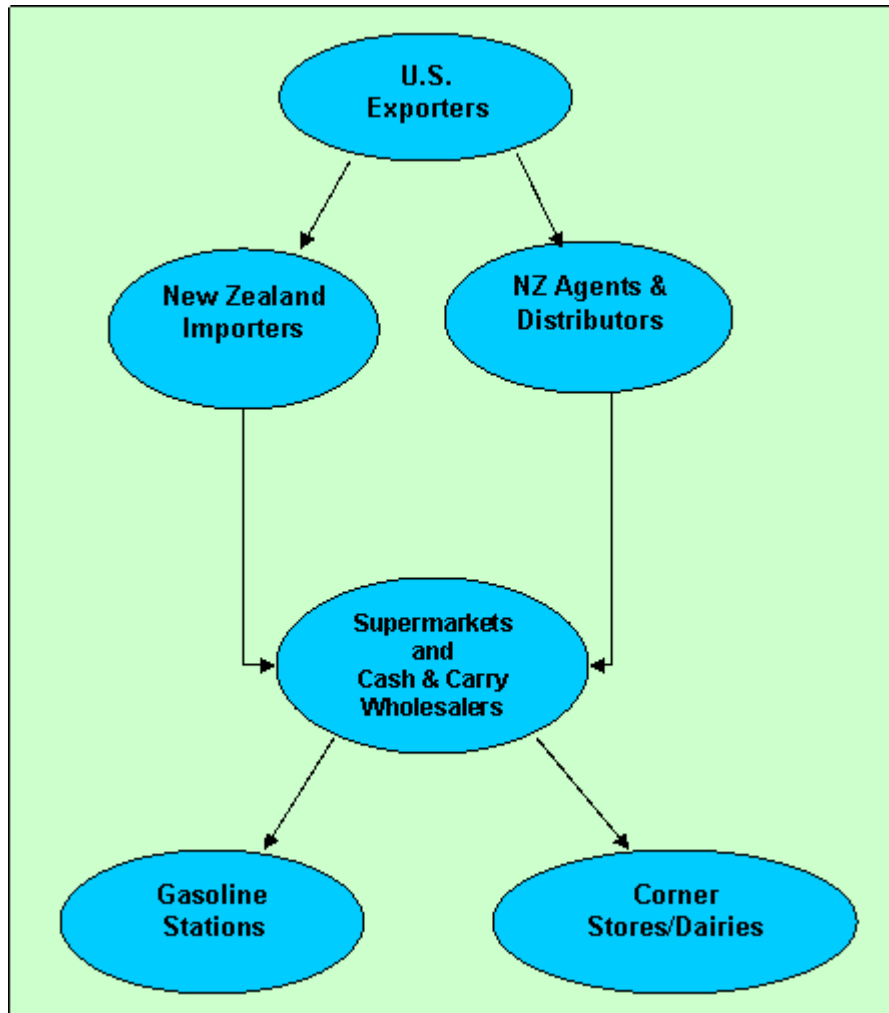 U.S.
Exporters
New Zealand
Importers
NZ Agents &
Distributors
Supermarkets
and
Cash & Carry
Wholesalers
Gasoline
Stations
Corner
Stores/Dairies